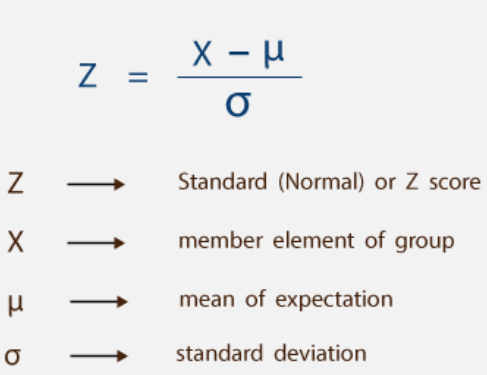 Z = X − μ / σ
Z → Standard (Normal) or Z score
X → member element of group
μ → mean of expectation
σ → standard deviation